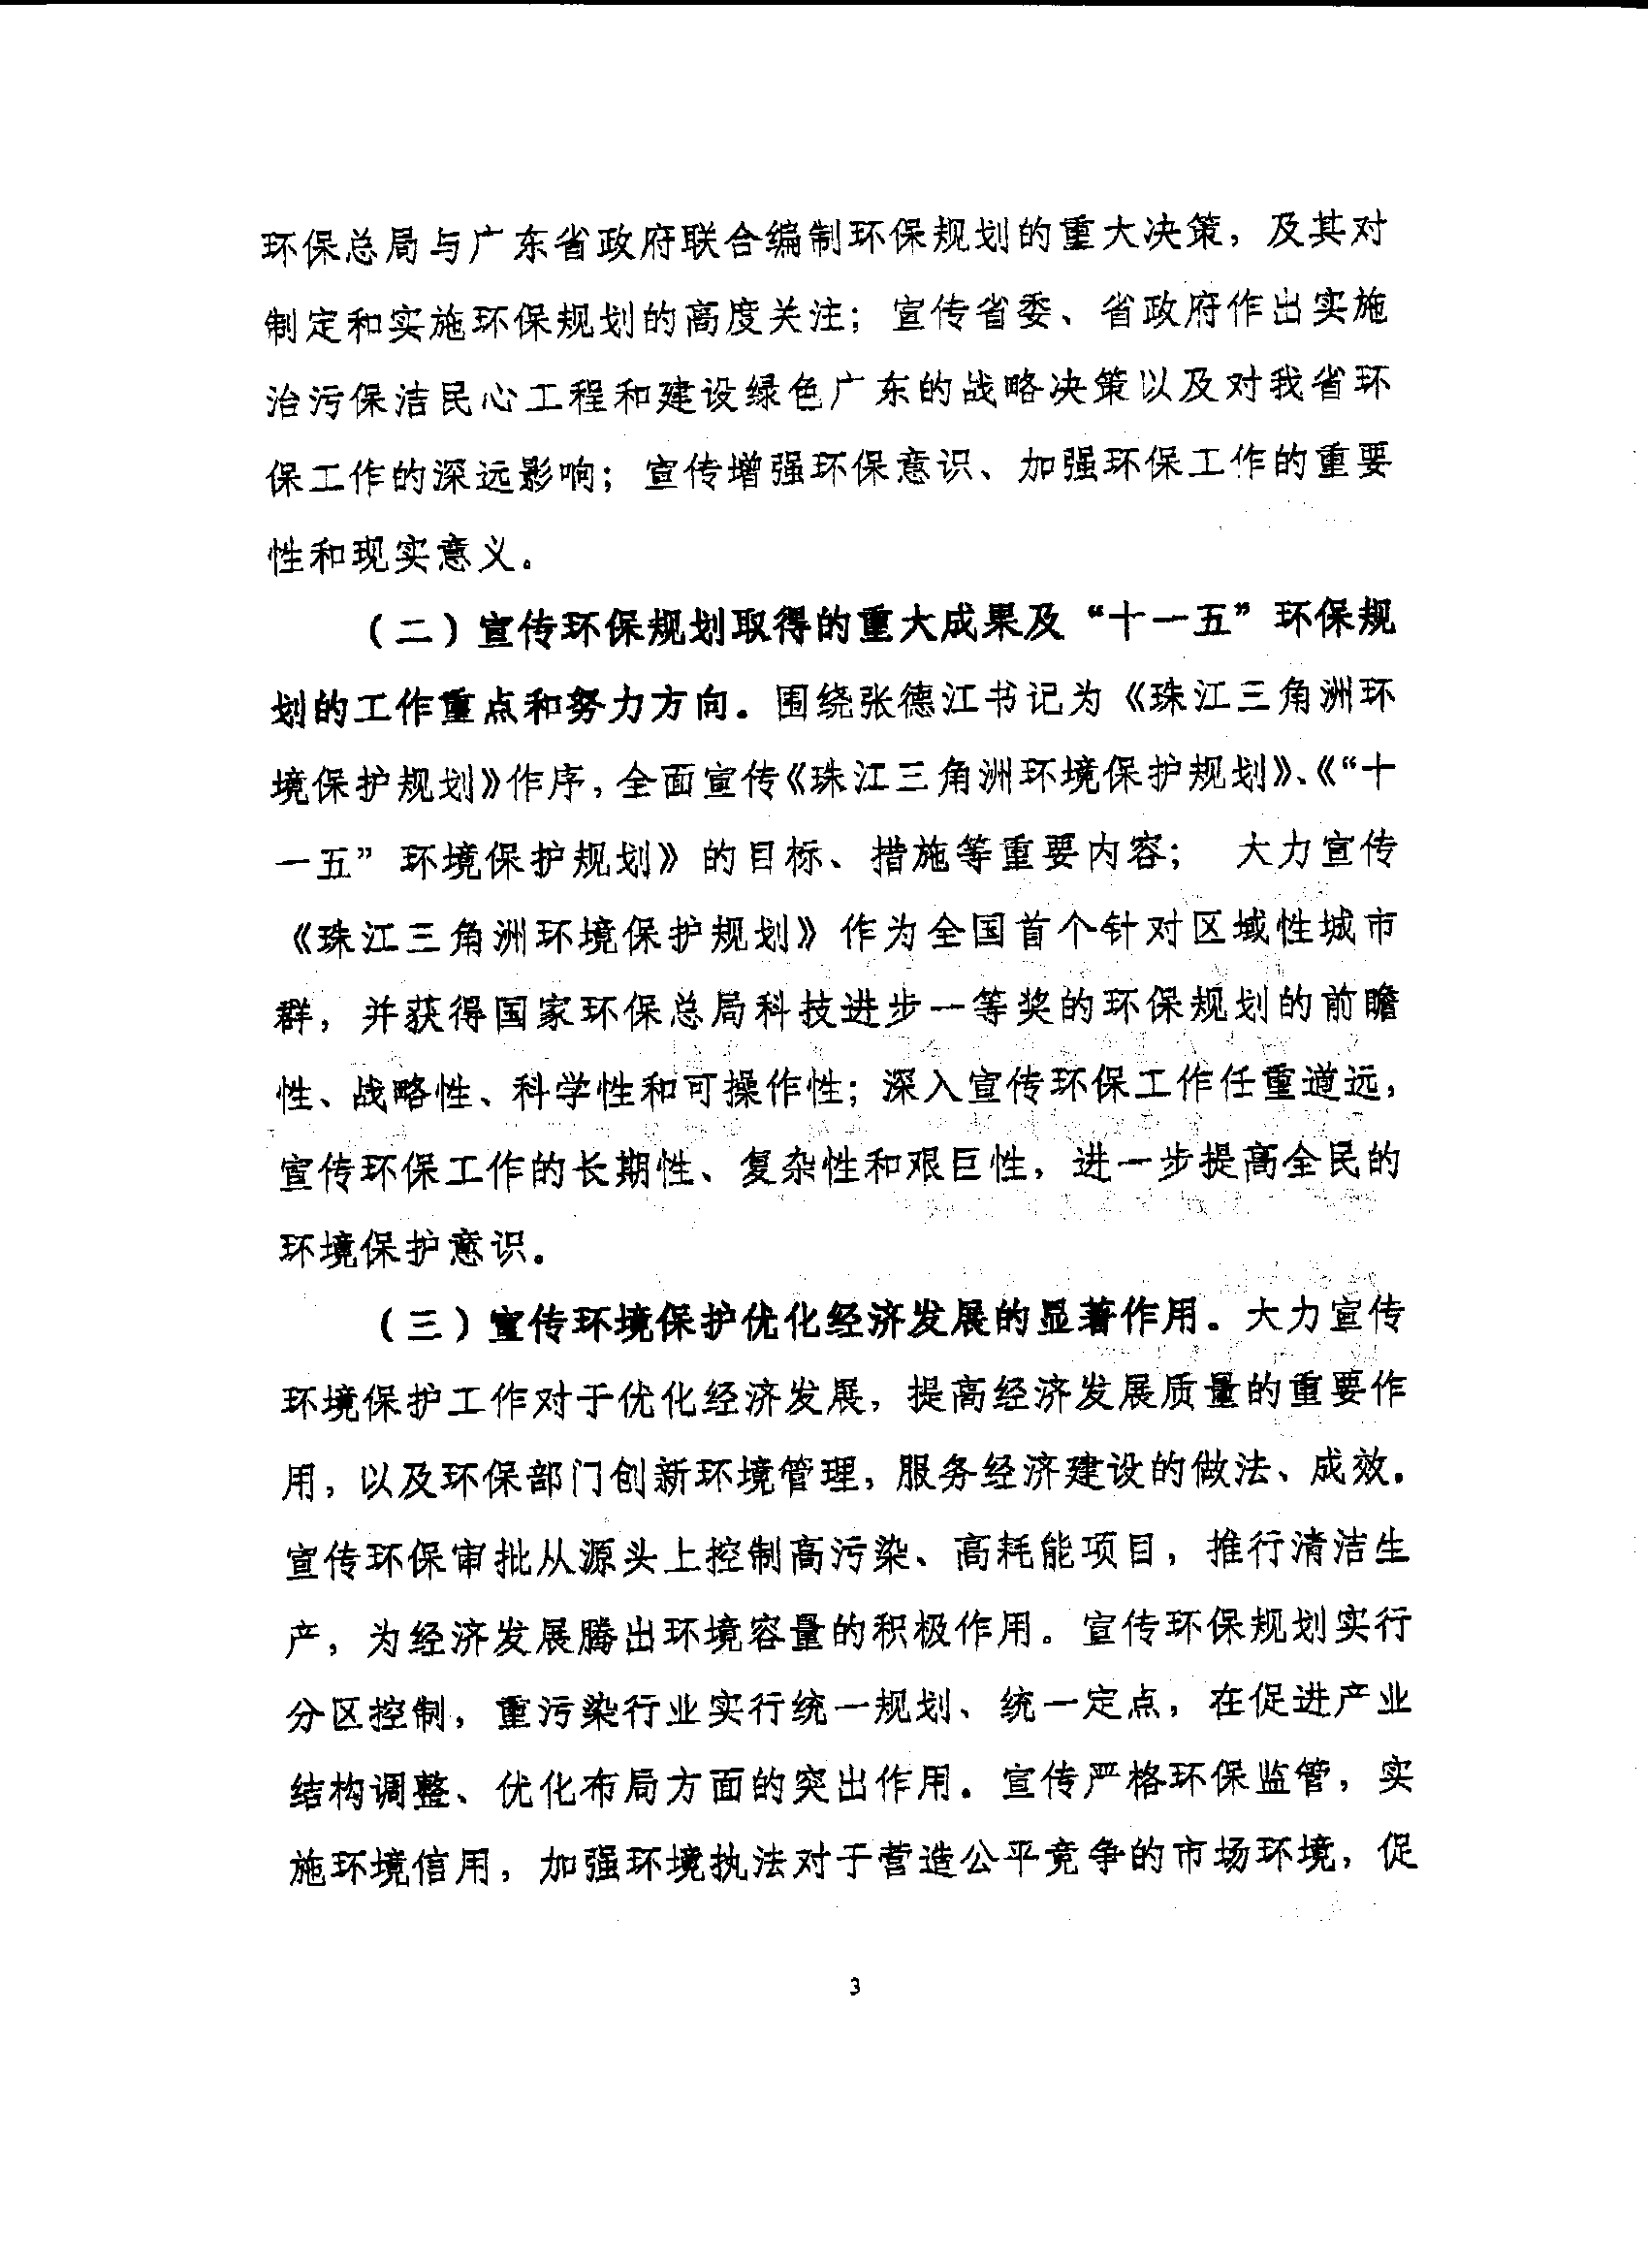 环保总局与广东省政府联合编制环保规划的重大决策，及其对
制定和实施环保规划的高度关注；宣传省委、省政府作出实施
治污保洁民心工程和建设绿色广东的战略决策以及对我省环
保工作的深远影响；宣传增强环保意识、加强环保工作的重要
性和现实意义。
（二）宣传环保规划取得的重大成果及“十一五”环保规
划的工作重点和努力方向。围绕张德江书记为《珠江三角洲环
境保护规划》作序，全面宣传《珠江三角洲环境保护规划》、《“十
一五”环境保护规划》的目标、措施等重要内容； 大力宣传
《珠江三角洲环境保护规划》作为全国首个针对区域性城市
群，并获得国家环保总局科技进步一等奖的环保规划的前瞻
性、战略性、科学性和可操作性；深入宣传环保工作任重道远，
宣传环保工作的长期性、复杂性和艰巨性，进一步提高全民的
环境保护意识。
（三）宣传环境保护优化经济发展的显著作用。大力宣传
环境保护工作对于优化经济发展，提高经济发展质量的重要作
用，以及环保部门创新环境管理，服务经济建设的做法、成效。
宣传环保审批从源头上控制高污染、高耗能项目，推行清洁生
产，为经济发展腾出环境容量的积极作用。宣传环保规划实行
分区控制，重污染行业实行统一规划、统一定点，在促进产业
结构调整、优化布局方面的突出作用。宣传严格环保监管，实
施环境信用，加强环境执法对于营造公平竞争的市场环境，促
3